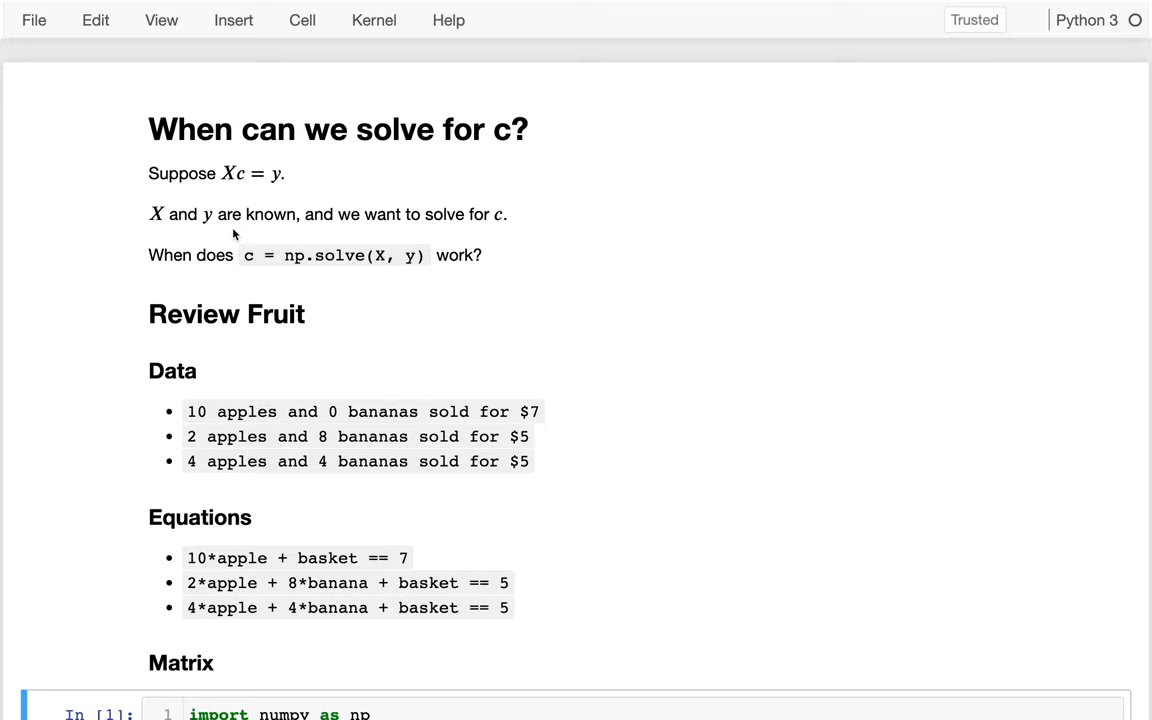 File Edit View Insert Cell Kernel Help Trusted Python 3
When can we solve for c?
Suppose Xc = y.
X and y are known, and we want to solve for c.
When does c = np.solve(X, y) work?
Review Fruit
Data
• 10 apples and 0 bananas sold for $7
• 2 apples and 8 bananas sold for $5
• 4 apples and 4 bananas sold for $5
Equations
• 10*apple + basket == 7
• 2*apple + 8*banana + basket == 5
• 4*apple + 4*banana + basket == 5
Matrix
In [1]: 1 import numpy as np